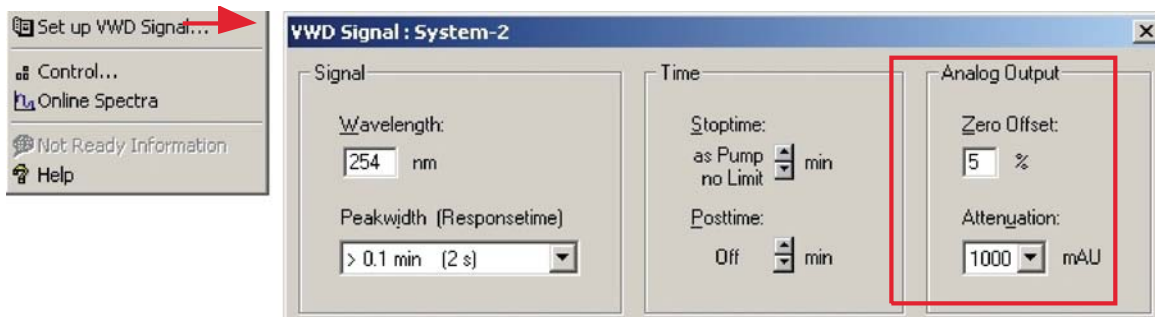 Set up VWD Signal...
Control...
Online Spectra
Not Ready Information
Help
VWD Signal : System-2
Signal
Wavelength:
254 nm
Peakwidth (Responsetime)
> 0.1 min (2 s)
Time
Stoptime:
as Pump
no Limit
min
Posttime:
Off min
Analog Output
Zero Offset:
5 %
Attenuation:
1000 mAU